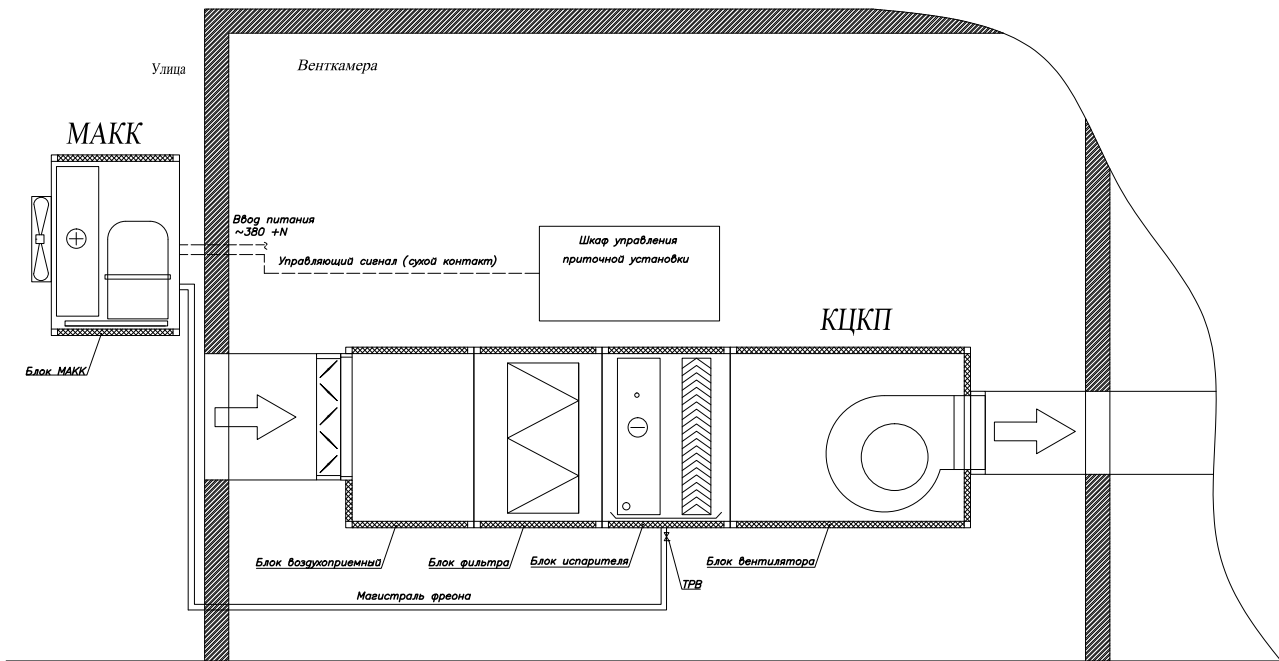 Улица
Венткамера
МАКК
Ввод питания
~380 +N
Управляющий сигнал (сухой контакт)
Шкаф управления
приточной установки
КЦКП
Блок МАКК
Блок воздухоприемный
Блок фильтра
Блок испарителя
Блок вентилятора
ТРВ
Магистраль фреона